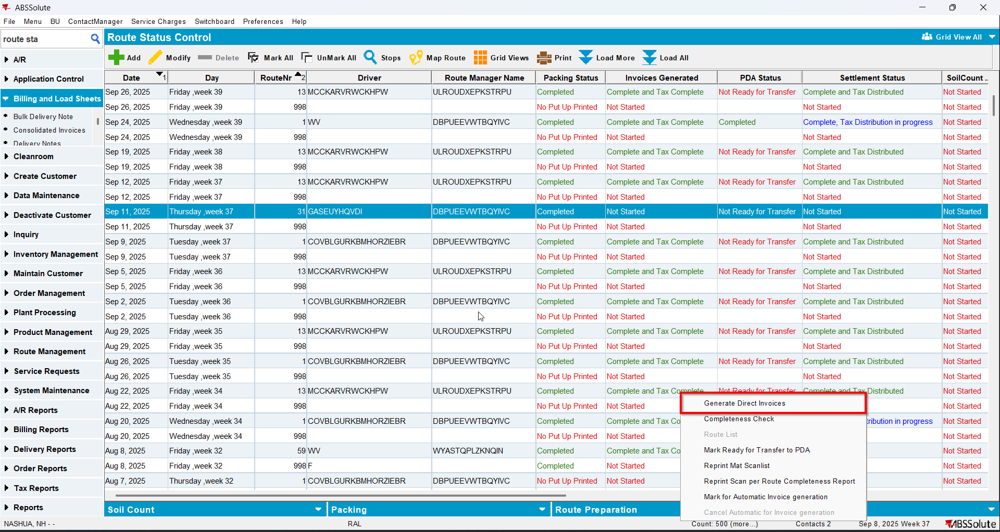 ABSSolute
File Menu BU ContactManager Service Charges Switchboard Preferences Help
route sta
Route Status Control
Grid View All
Add Modify Delete Mark All UnMark All Stops Map Route Grid Views Print Load More Load All
A/R
Application Control
Billing and Load Sheets
Bulk Delivery Note
Consolidated Invoices
Delivery Notes
Cleanroom
Create Customer
Data Maintenance
Deactivate Customer
Inquiry
Inventory Management
Maintain Customer
Order Management
Plant Processing
Product Management
Route Management
Service Requests
System Maintenance
A/R Reports
Billing Reports
Delivery Reports
Order Reports
Tax Reports
Reports
Date 1 Day RouteNr 2 Driver Route Manager Name Packing Status Invoices Generated PDA Status Settlement Status SoilCount ..
Sep 26, 2025 Friday ,week 39 13 MCCKARVRWCKHPW ULROUDXEPKSTRPU Completed Complete and Tax Complete Not Ready for Transfer Complete and Tax Distributed Not Started
Sep 26, 2025 Friday ,week 39 998 No Put Up Printed Not Started Not Started Not Started
Sep 24, 2025 Wednesday ,week 39 1 WV DBPUEEVWTBQYIVC Completed Complete and Tax Complete Completed Complete, Tax Distribution in progress Not Started
Sep 24, 2025 Wednesday ,week 39 998 No Put Up Printed Not Started Not Started Not Started
Sep 19, 2025 Friday ,week 38 13 MCCKARVRWCKHPW ULROUDXEPKSTRPU Completed Complete and Tax Complete Not Ready for Transfer Complete and Tax Distributed Not Started
Sep 19, 2025 Friday ,week 38 998 No Put Up Printed Not Started Not Started Not Started
Sep 12, 2025 Friday ,week 37 13 MCCKARVRWCKHPW ULROUDXEPKSTRPU Completed Complete and Tax Complete Not Ready for Transfer Complete and Tax Distributed Not Started
Sep 12, 2025 Friday ,week 37 998 No Put Up Printed Not Started Not Started Not Started
Sep 11, 2025 Thursday ,week 37 31 GASEUYHQVDI DBPUEEVWTBQYIVC Completed Not Started Not Ready for Transfer Not Started Not Started
Sep 11, 2025 Thursday ,week 37 998 No Put Up Printed Not Started Not Started Not Started
Sep 9, 2025 Tuesday ,week 37 1 COVBLGURKBMHORZIEBR DBPUEEVWTBQYIVC Completed Complete and Tax Complete Not Ready for Transfer Complete and Tax Distributed Not Started
Sep 9, 2025 Tuesday ,week 37 998 No Put Up Printed Not Started Not Started Not Started
Sep 5, 2025 Friday ,week 36 13 MCCKARVRWCKHPW ULROUDXEPKSTRPU Completed Complete and Tax Complete Not Ready for Transfer Complete and Tax Distributed Not Started
Sep 5, 2025 Friday ,week 36 998 No Put Up Printed Not Started Not Started Not Started
Sep 2, 2025 Tuesday ,week 36 1 COVBLGURKBMHORZIEBR DBPUEEVWTBQYIVC Completed Complete and Tax Complete Not Ready for Transfer Complete and Tax Distributed Not Started
Sep 2, 2025 Tuesday ,week 36 998 No Put Up Printed Not Started Not Started Not Started
Aug 29, 2025 Friday ,week 35 13 MCCKARVRWCKHPW ULROUDXEPKSTRPU Completed Complete and Tax Complete Not Ready for Transfer Complete and Tax Distributed Not Started
Aug 29, 2025 Friday ,week 35 998 No Put Up Printed Not Started Not Started Not Started
Aug 26, 2025 Tuesday ,week 35 1 COVBLGURKBMHORZIEBR DBPUEEVWTBQYIVC Completed Complete and Tax Complete Not Ready for Transfer Complete and Tax Distributed Not Started
Aug 26, 2025 Tuesday ,week 35 998 No Put Up Printed Not Started Not Started Not Started
Aug 22, 2025 Friday ,week 34 13 MCCKARVRWCKHPW ULROUDXEPKSTRPU Completed Complete and Tax Complete Not Ready for Transfer Complete and Tax Distributed Not Started
Aug 22, 2025 Friday ,week 34 998 No Put Up Printed Not Started Not Started
Aug 20, 2025 Wednesday ,week 34 1 COVBLGURKBMHORZIEBR DBPUEEVWTBQYIVC Completed Complete and Tax Co ribution in progress Not Started
Aug 20, 2025 Wednesday ,week 34 998 No Put Up Printed Not Started Not Started
Aug 8, 2025 Friday ,week 32 59 WV WYASTQPLZKNQIN Completed Complete and Tax Co Not Started
Aug 8, 2025 Friday ,week 32 998 F Completed Not Started Not Started
Aug 7, 2025 Thursday ,week 32 1 COVBLGURKBMHORZIEBR DBPUEEVWTBQYIVC No Put Up Printed Not Started Not Started
Generate Direct Invoices
Completeness Check
Route List
Mark Ready for Transfer to PDA
Reprint Mat Scanlist
Reprint Scan per Route Completeness Report
Mark for Automatic Invoice generation
Cancel Automatic for Invoice generation
Soil Count Packing Route Preparation
NASHUA, NH - - RAL Count: 500 (more...) Contacts 2 Sep 8, 2025 Week 37 ABSSolute